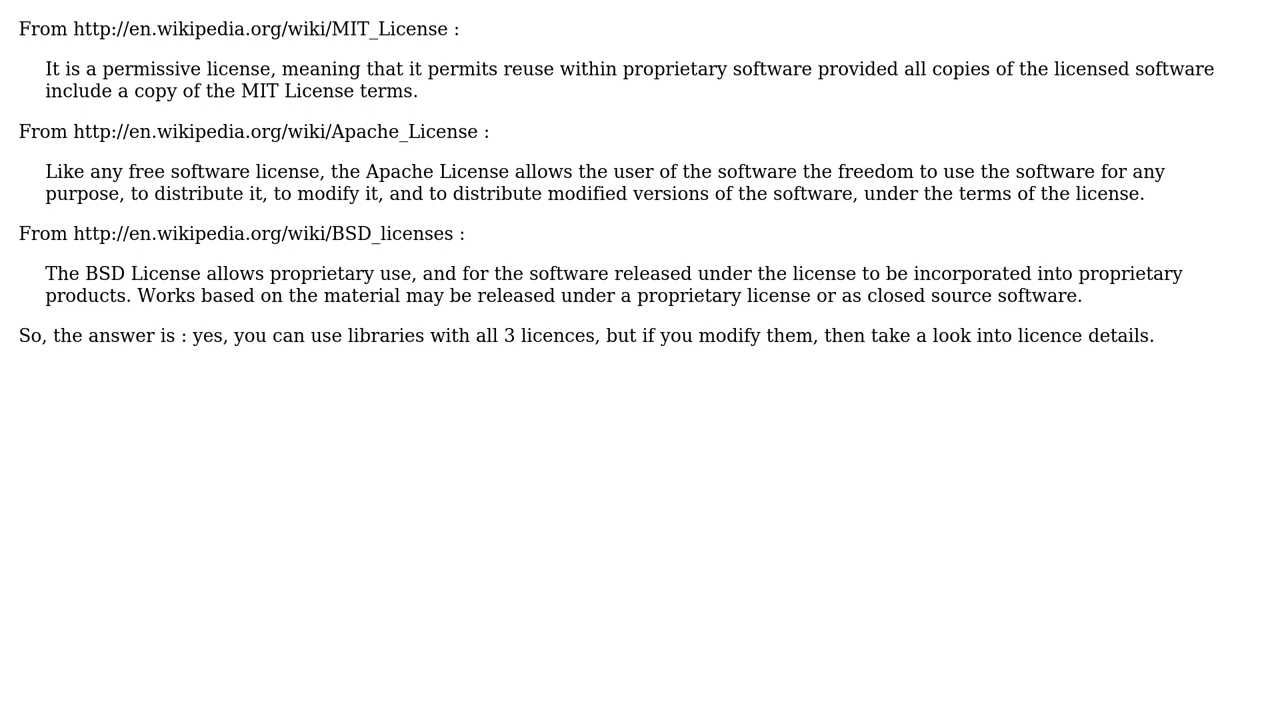 From http://en.wikipedia.org/wiki/MIT_License :
It is a permissive license, meaning that it permits reuse within proprietary software provided all copies of the licensed software
include a copy of the MIT License terms.
From http://en.wikipedia.org/wiki/Apache_License :
Like any free software license, the Apache License allows the user of the software the freedom to use the software for any
purpose, to distribute it, to modify it, and to distribute modified versions of the software, under the terms of the license.
From http://en.wikipedia.org/wiki/BSD_licenses :
The BSD License allows proprietary use, and for the software released under the license to be incorporated into proprietary
products. Works based on the material may be released under a proprietary license or as closed source software.
So, the answer is : yes, you can use libraries with all 3 licences, but if you modify them, then take a look into licence details.